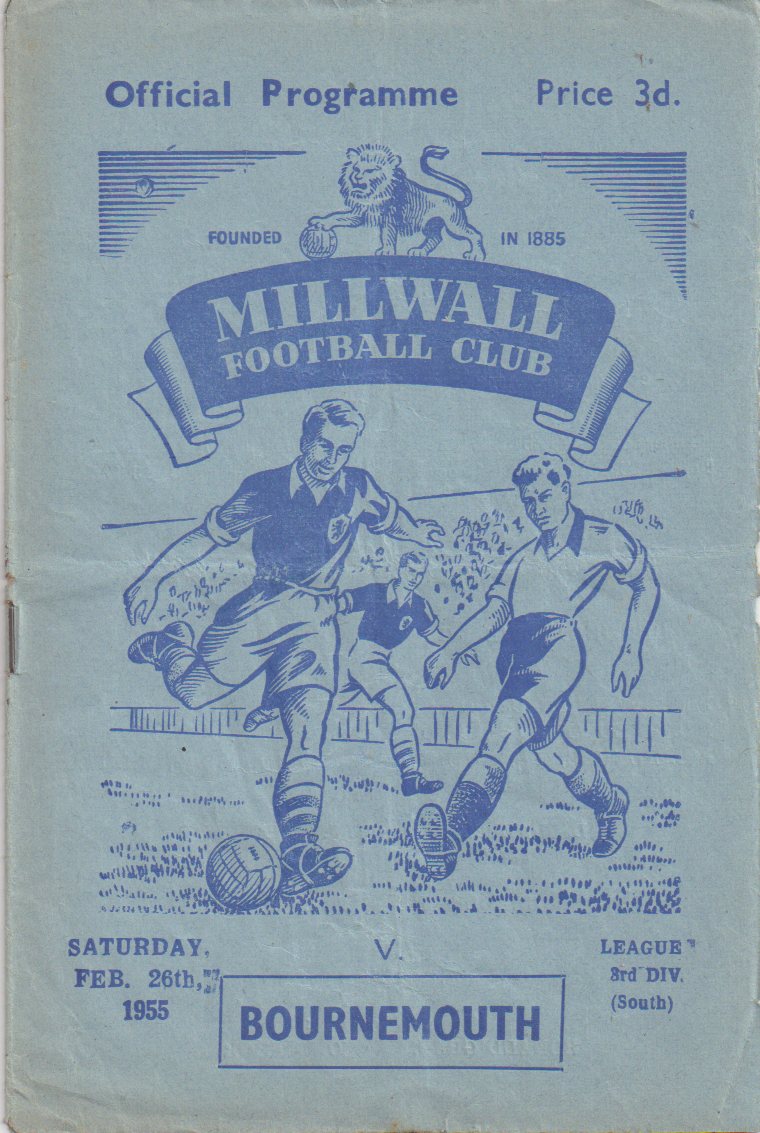 Official Programme Price 3d.
FOUNDED IN 1885
MILLWALL
FOOTBALL CLUB
SATURDAY, V. LEAGUE
FEB. 26th, 3rd DIV.
1955 (South)
BOURNEMOUTH